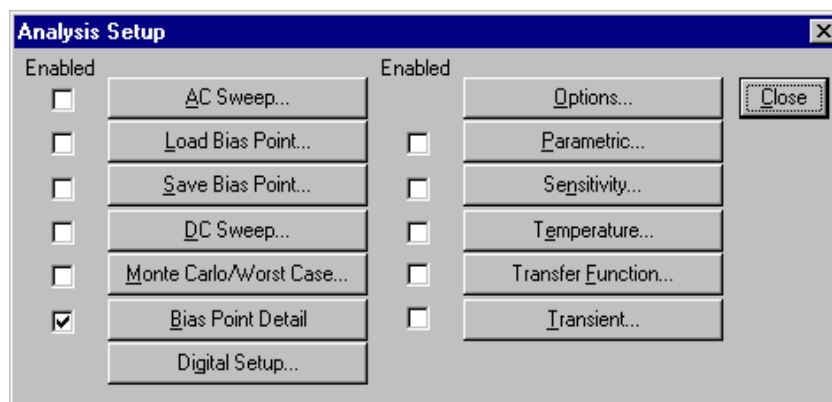 Analysis Setup
Enabled
Enabled
AC Sweep...
Options...
Close
Load Bias Point...
Parametric...
Save Bias Point...
Sensitivity...
DC Sweep...
Temperature...
Monte Carlo/Worst Case...
Transfer Function...
Bias Point Detail
Transient...
Digital Setup...